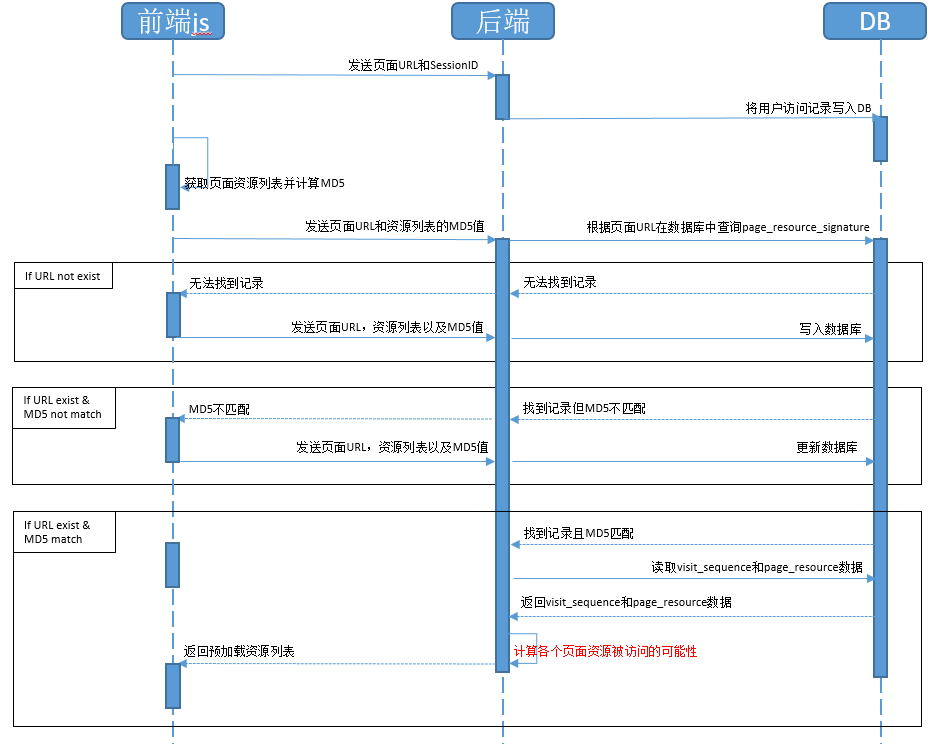 前端js
后端
DB
发送页面URL和SessionID
将用户访问记录写入DB
获取页面资源列表并计算MD5
发送页面URL和资源列表的MD5值
根据页面URL在数据库中查询page_resource_signature
If URL not exist
无法找到记录
无法找到记录
发送页面URL，资源列表以及MD5值
写入数据库
If URL exist &
MD5 not match
MD5不匹配
找到记录但MD5不匹配
发送页面URL，资源列表以及MD5值
更新数据库
If URL exist &
MD5 match
找到记录且MD5匹配
读取visit_sequence和page_resource数据
返回visit_sequence和page_resource数据
返回预加载资源列表
计算各个页面资源被访问的可能性